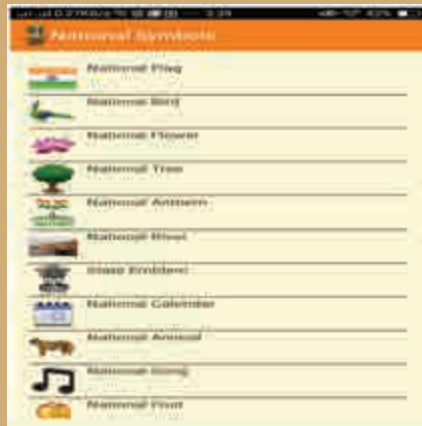 National Symbols
National Flag
National Bird
National Flower
National Tree
National Anthem
National River
State Emblem
National Calendar
National Animal
National Song
National Fruit